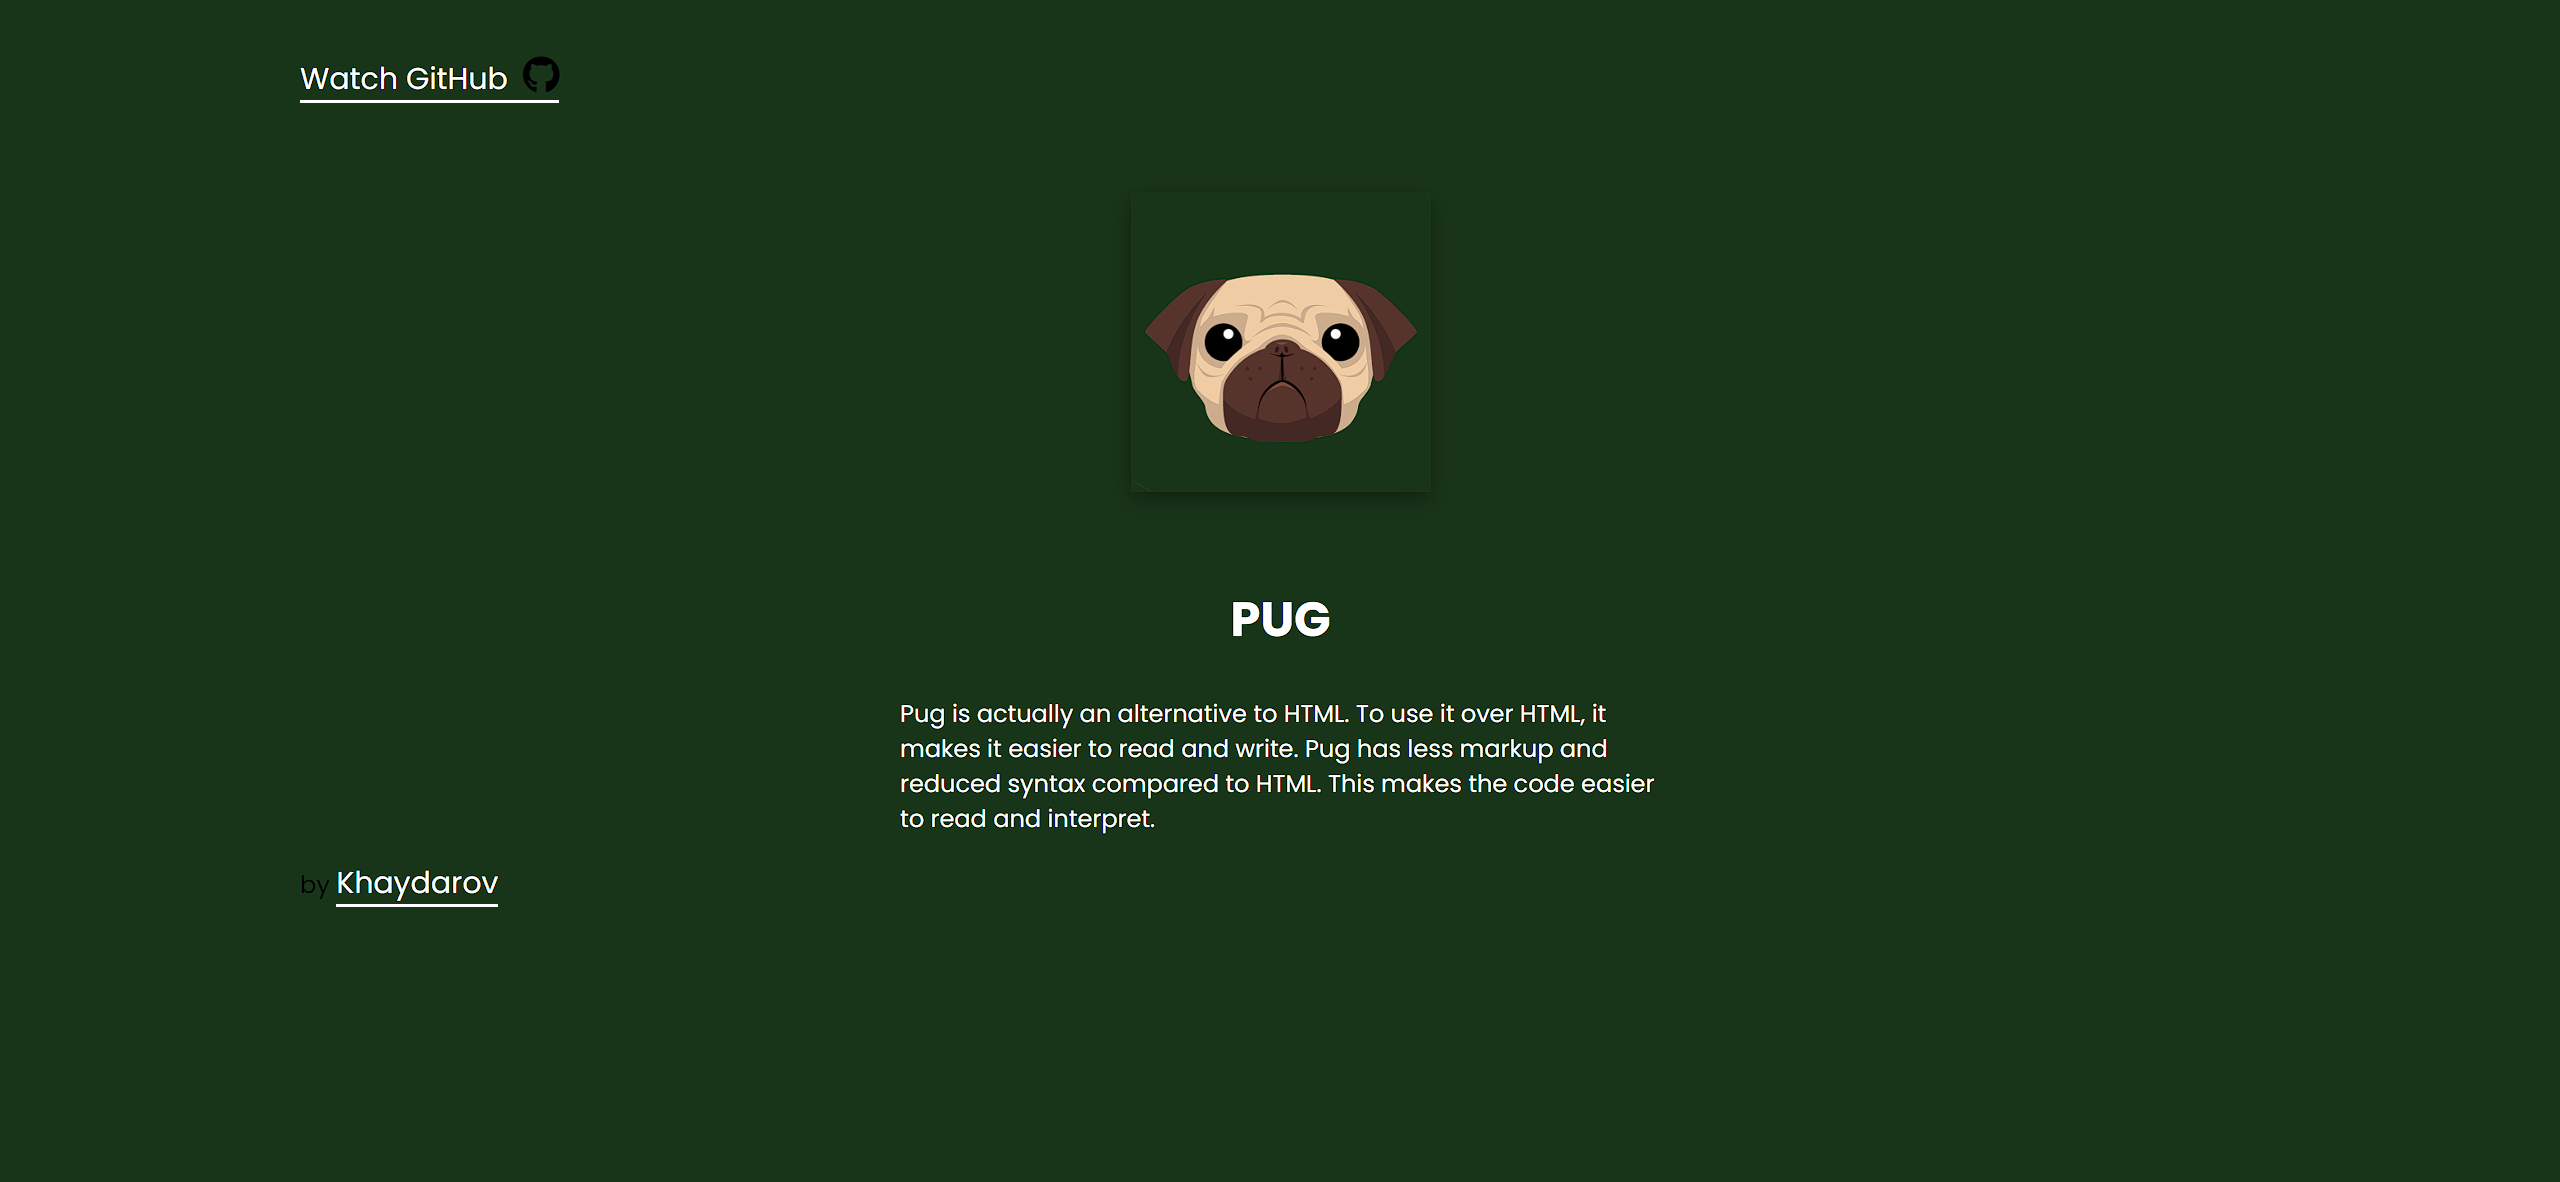 Watch GitHub
PUG
Pug is actually an alternative to HTML. To use it over HTML, it
makes it easier to read and write. Pug has less markup and
reduced syntax compared to HTML. This makes the code easier
to read and interpret.
by Khaydarov